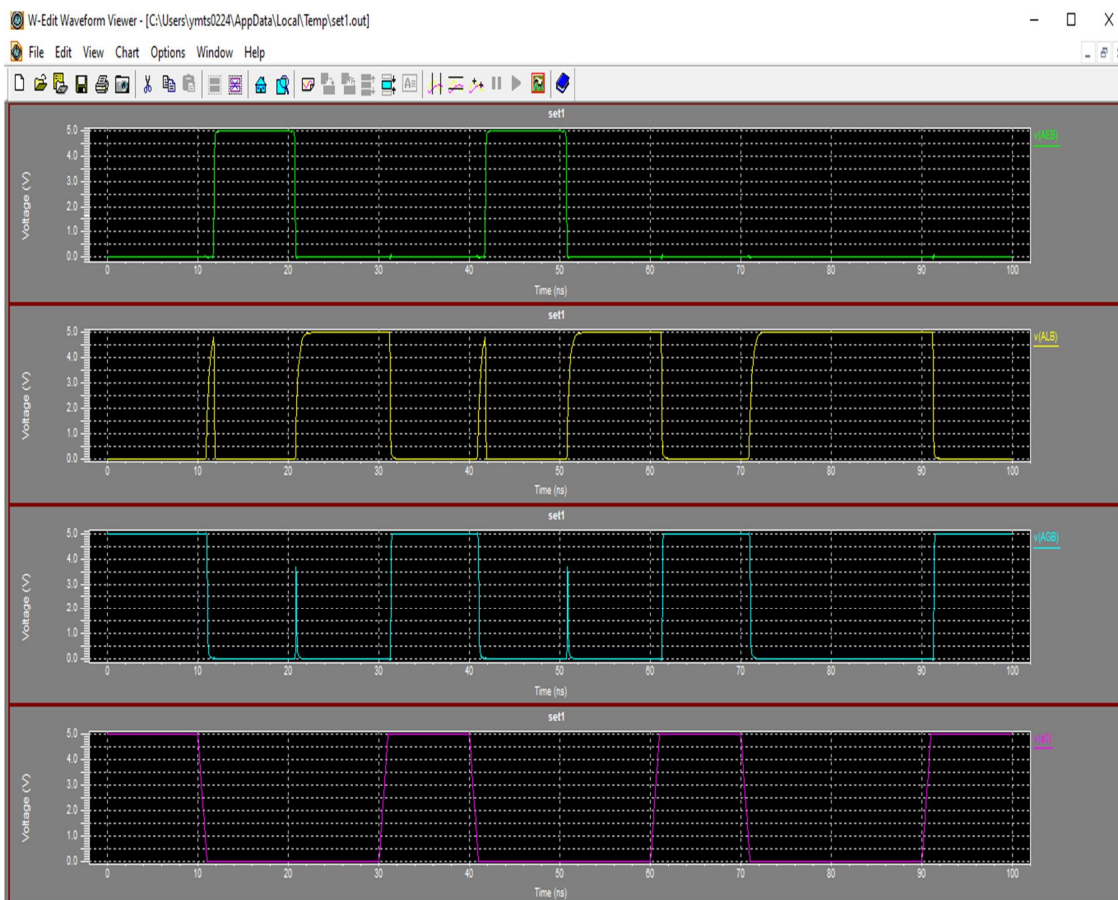 W-Edit Waveform Viewer - [C:\Users\ymts0224\AppData\Local\Temp\set1.out]
File Edit View Chart Options Window Help
set1
v(AEB)
5.0
4.0
3.0
2.0
1.0
0.0
Voltage (V)
0 10 20 30 40 50 60 70 80 90 100
Time (ns)
set1
v(ALB)
5.0
4.0
3.0
2.0
1.0
0.0
Voltage (V)
0 10 20 30 40 50 60 70 80 90 100
Time (ns)
set1
v(AGB)
5.0
4.0
3.0
2.0
1.0
0.0
Voltage (V)
0 10 20 30 40 50 60 70 80 90 100
Time (ns)
set1
5.0
4.0
3.0
2.0
1.0
0.0
Voltage (V)
0 10 20 30 40 50 60 70 80 90 100
Time (ns)